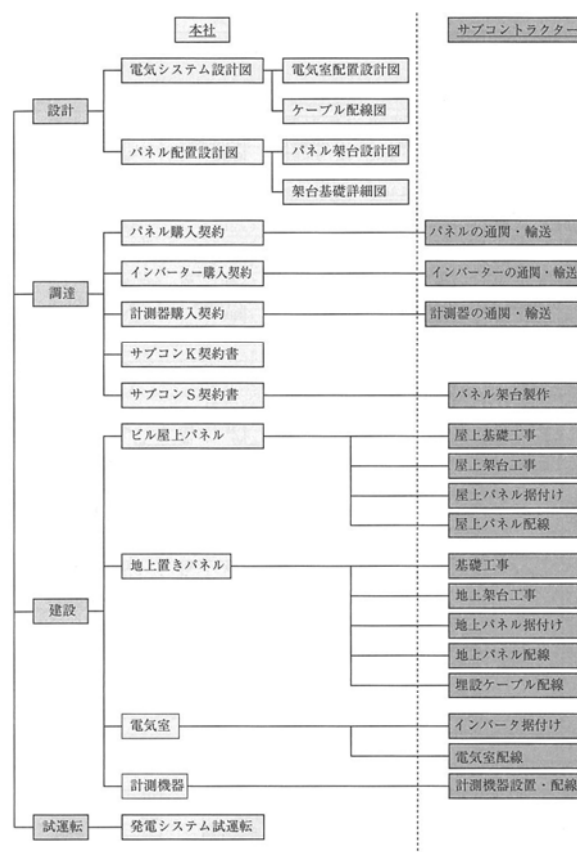 本社
サブコントラクター
設計
電気システム設計図
電気室配置設計図
ケーブル配線図
パネル配置設計図
パネル架台設計図
架台基礎詳細図
調達
パネル購入契約
パネルの通関・輸送
インバーター購入契約
インバーターの通関・輸送
計測器購入契約
計測器の通関・輸送
サブコンK契約書
サブコンS契約書
パネル架台製作
建設
ビル屋上パネル
屋上基礎工事
屋上架台工事
屋上パネル据付け
屋上パネル配線
地上置きパネル
基礎工事
地上架台工事
地上パネル据付け
地上パネル配線
埋設ケーブル配線
電気室
インバータ据付け
電気室配線
計測機器
計測機器設置・配線
試運転
発電システム試運転